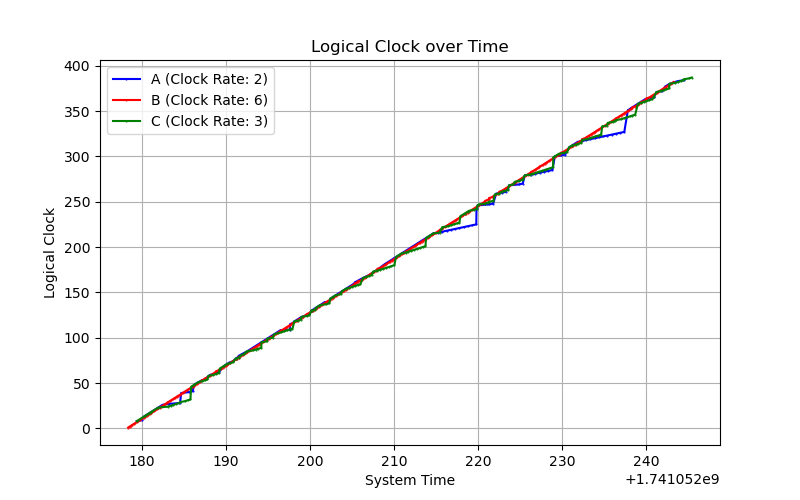 Logical Clock over Time
A (Clock Rate: 2)
B (Clock Rate: 6)
C (Clock Rate: 3)
Logical Clock
400
350
300
250
200
150
100
50
0
180 190 200 210 220 230 240
System Time
+1.741052e9